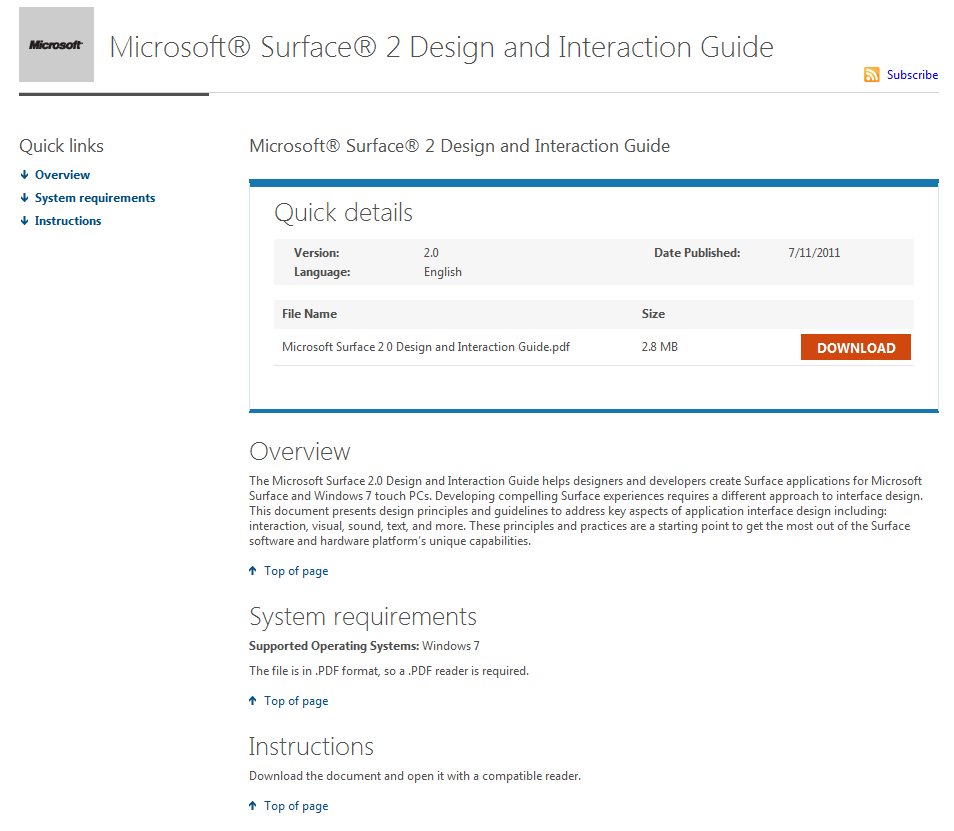 Microsoft
Microsoft® Surface® 2 Design and Interaction Guide
Subscribe
Quick links
Overview
System requirements
Instructions
Microsoft® Surface® 2 Design and Interaction Guide
Quick details
Version: 2.0 Date Published: 7/11/2011
Language: English
File Name Size
Microsoft Surface 2 0 Design and Interaction Guide.pdf 2.8 MB DOWNLOAD
Overview
The Microsoft Surface 2.0 Design and Interaction Guide helps designers and developers create Surface applications for Microsoft
Surface and Windows 7 touch PCs. Developing compelling Surface experiences requires a different approach to interface design.
This document presents design principles and guidelines to address key aspects of application interface design including:
interaction, visual, sound, text, and more. These principles and practices are a starting point to get the most out of the Surface
software and hardware platform’s unique capabilities.
Top of page
System requirements
Supported Operating Systems: Windows 7
The file is in .PDF format, so a .PDF reader is required.
Top of page
Instructions
Download the document and open it with a compatible reader.
Top of page